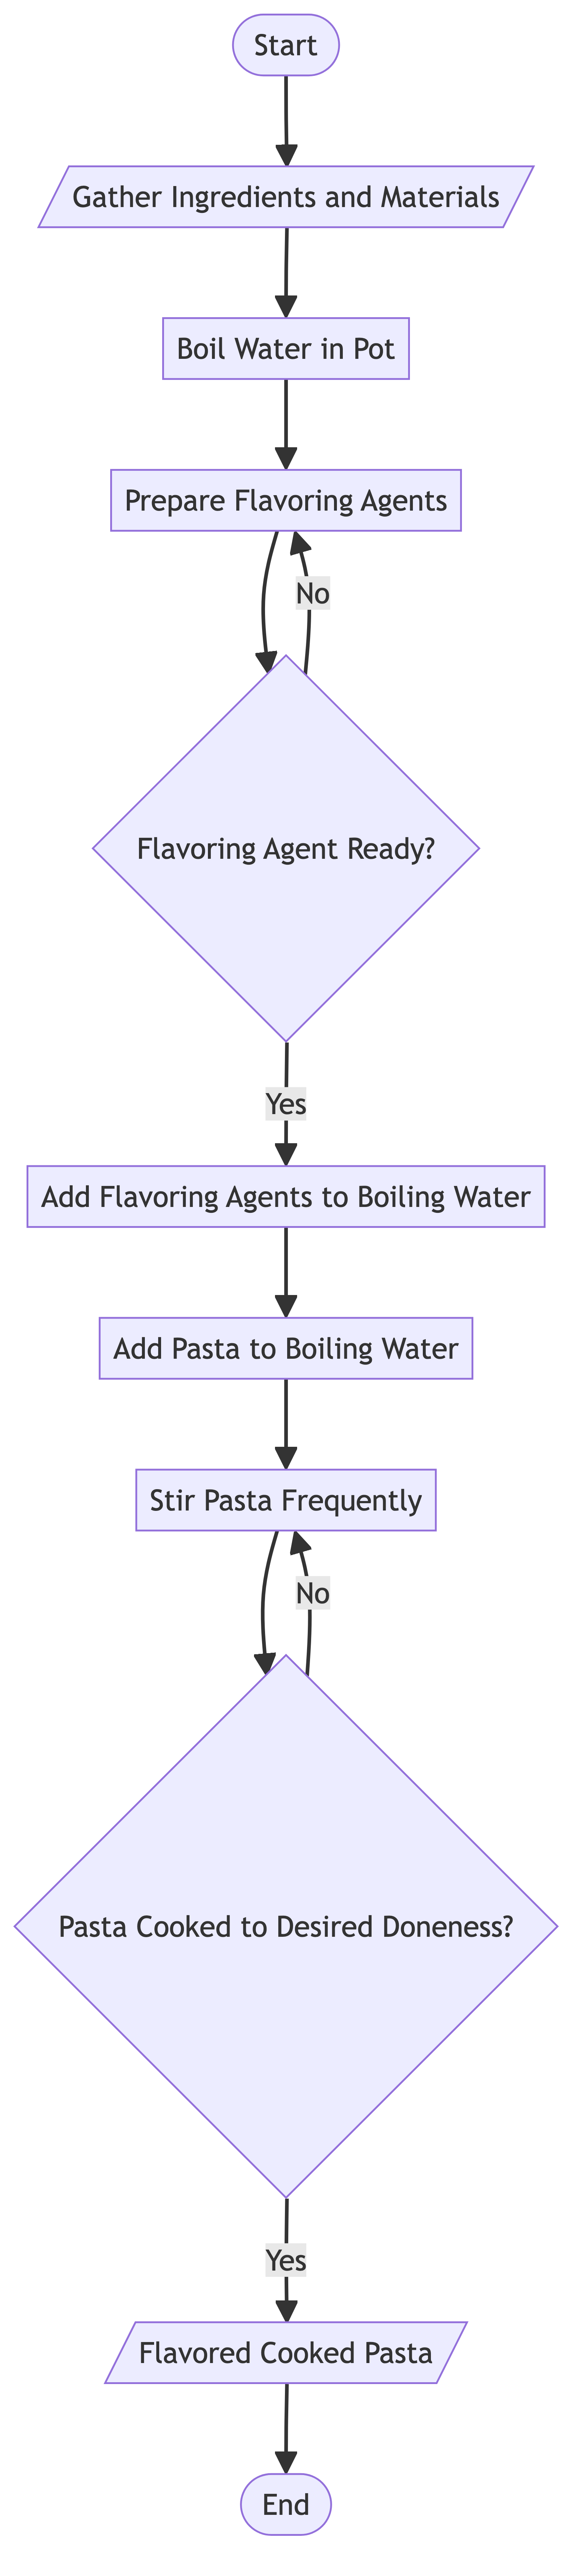 Start
Gather Ingredients and Materials
Boil Water in Pot
Prepare Flavoring Agents
No
Flavoring Agent Ready?
Yes
Add Flavoring Agents to Boiling Water
Add Pasta to Boiling Water
Stir Pasta Frequently
No
Pasta Cooked to Desired Doneness?
Yes
Flavored Cooked Pasta
End